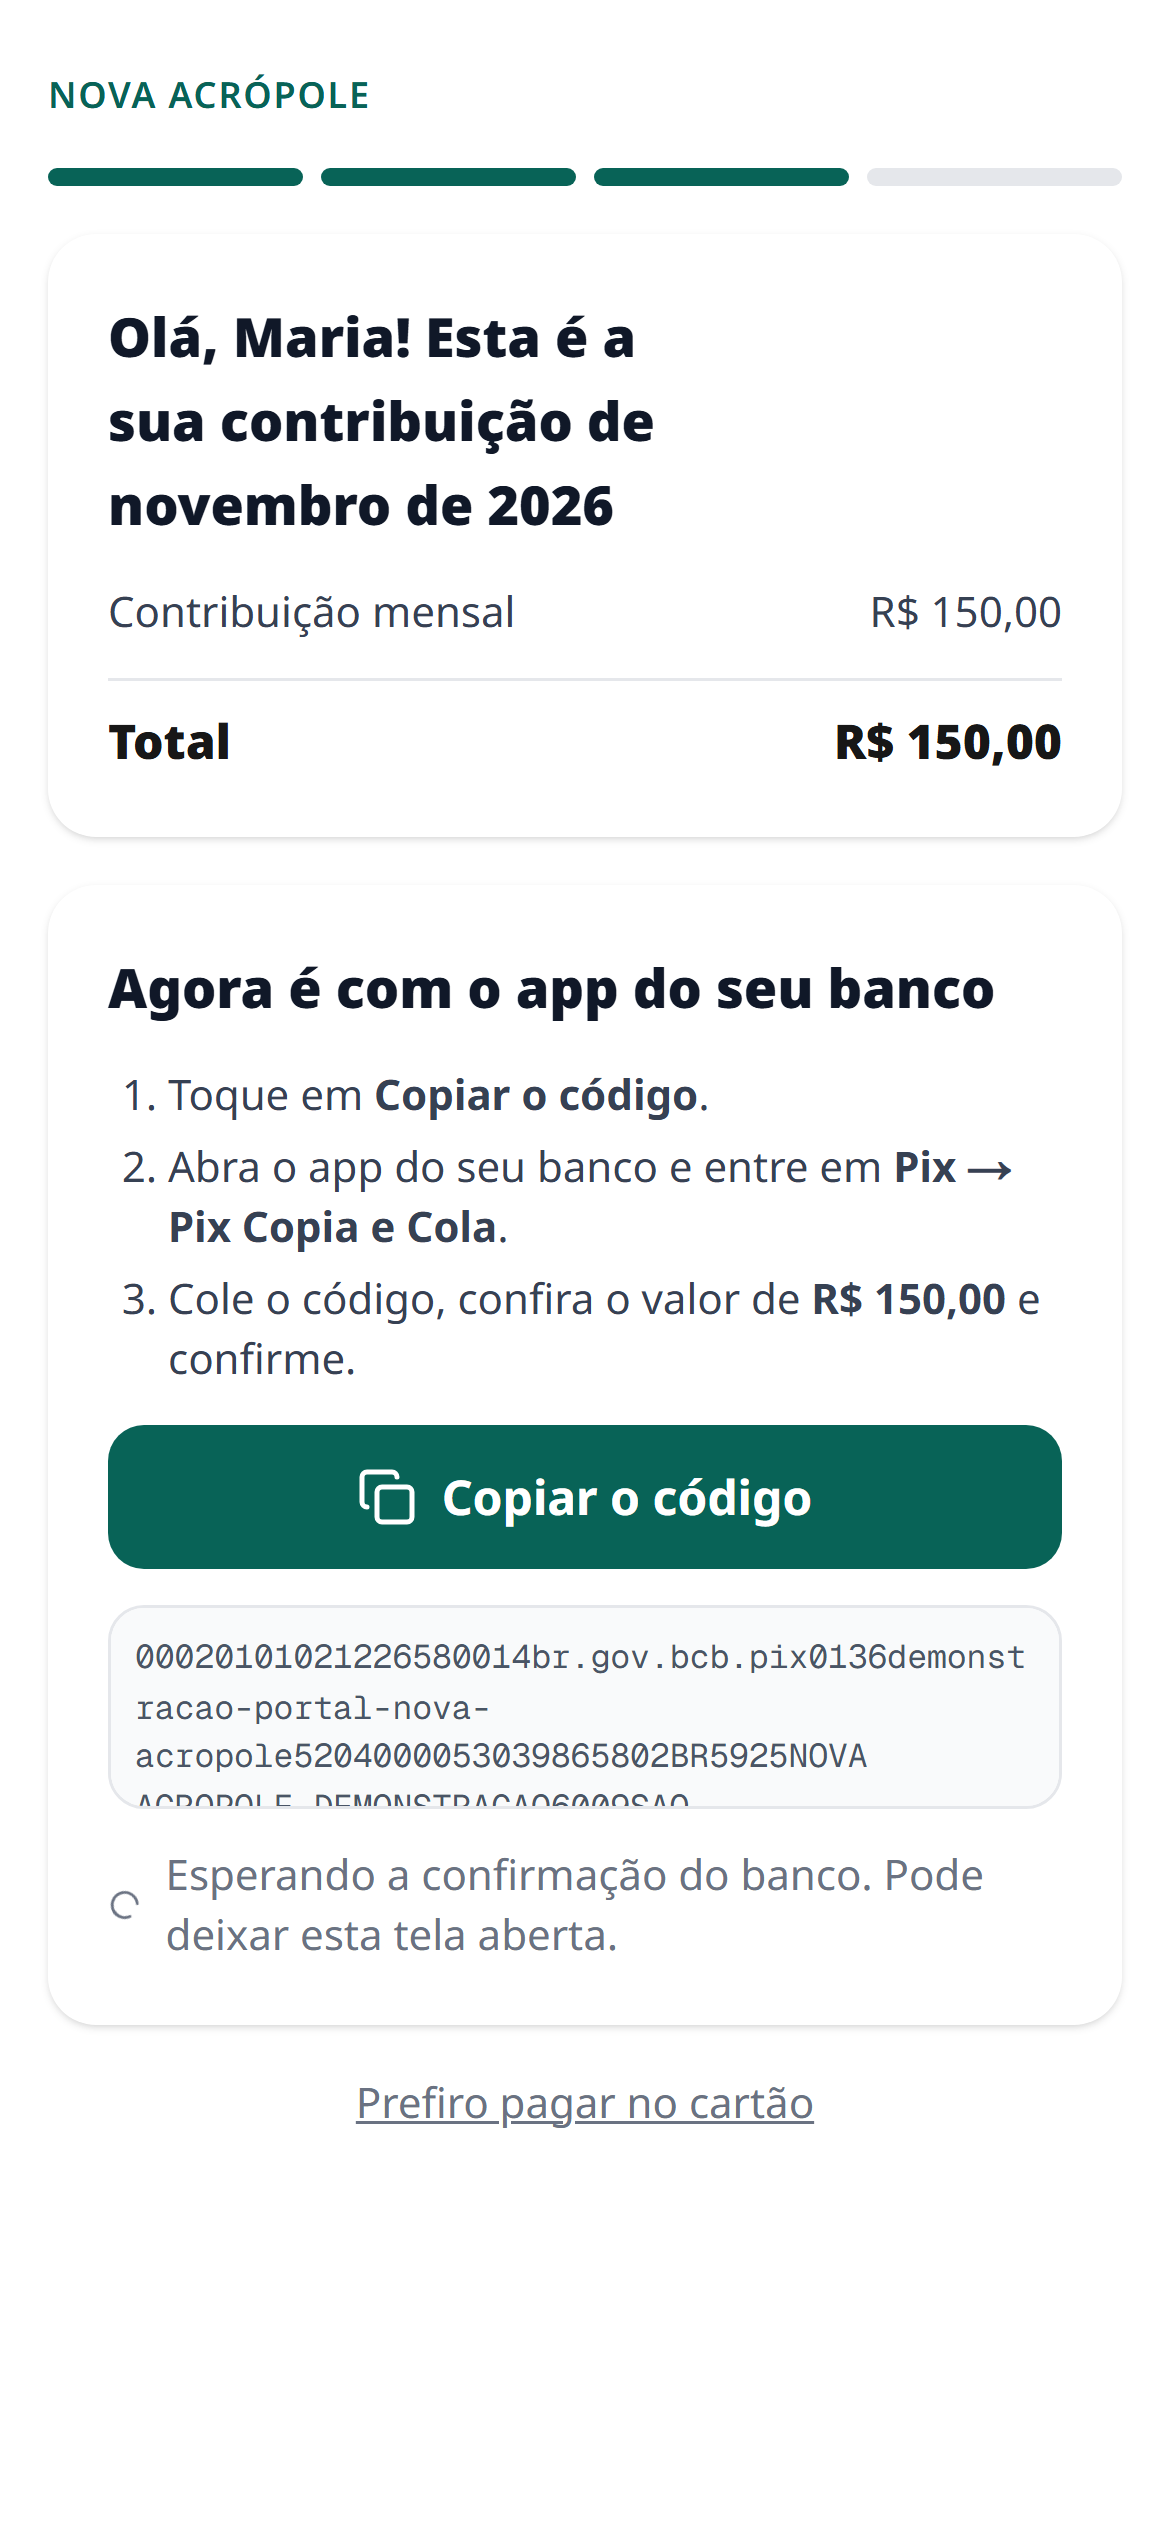 NOVA ACRÓPOLE
Olá, Maria! Esta é a
sua contribuição de
novembro de 2026
Contribuição mensal R$ 150,00
Total R$ 150,00
Agora é com o app do seu banco
1. Toque em Copiar o código.
2. Abra o app do seu banco e entre em Pix →
Pix Copia e Cola.
3. Cole o código, confira o valor de R$ 150,00 e
confirme.
Copiar o código
00020101021226580014br.gov.bcb.pix0136demonst
racao-portal-nova-
acropole5204000053039865802BR5925NOVA
ACROPOLE DEMONSTRACAO6009SAO
Esperando a confirmação do banco. Pode
deixar esta tela aberta.
Prefiro pagar no cartão